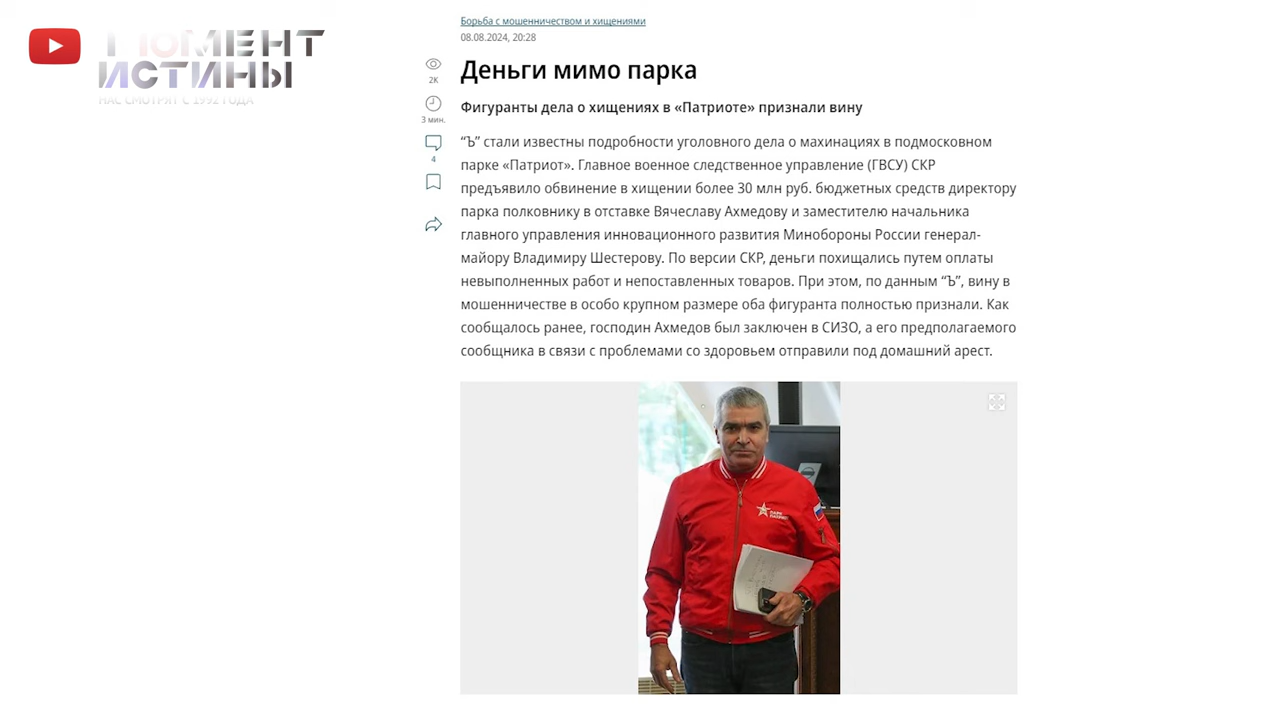 МОМЕНТ
ИСТИНЫ
НАС СМОТРЯТ С 1992 ГОДА
Борьба с мошенничеством и хищениями
08.08.2024, 20:28
Деньги мимо парка
2K
Фигуранты дела о хищениях в «Патриоте» признали вину
3 мин.
“Ъ” стали известны подробности уголовного дела о махинациях в подмосковном
4
парке «Патриот». Главное военное следственное управление (ГВСУ) СКР
предъявило обвинение в хищении более 30 млн руб. бюджетных средств директору
парка полковнику в отставке Вячеславу Ахмедову и заместителю начальника
главного управления инновационного развития Минобороны России генерал-
майору Владимиру Шестерову. По версии СКР, деньги похищались путем оплаты
невыполненных работ и непоставленных товаров. При этом, по данным “Ъ”, вину в
мошенничестве в особо крупном размере оба фигуранта полностью признали. Как
сообщалось ранее, господин Ахмедов был заключен в СИЗО, а его предполагаемого
сообщника в связи с проблемами со здоровьем отправили под домашний арест.
ПАРК
ПАТРИОТ